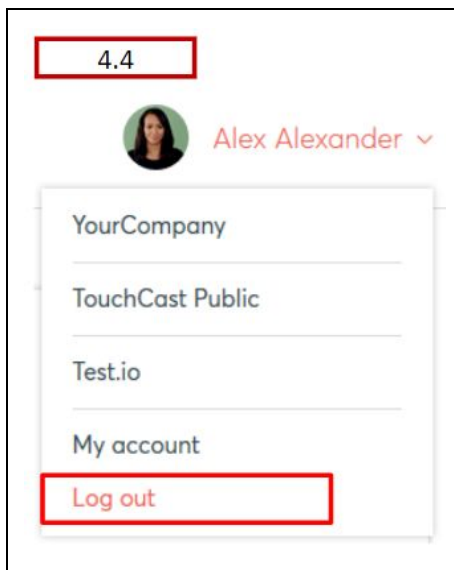 4.4
Alex Alexander
YourCompany
TouchCast Public
Test.io
My account
Log out